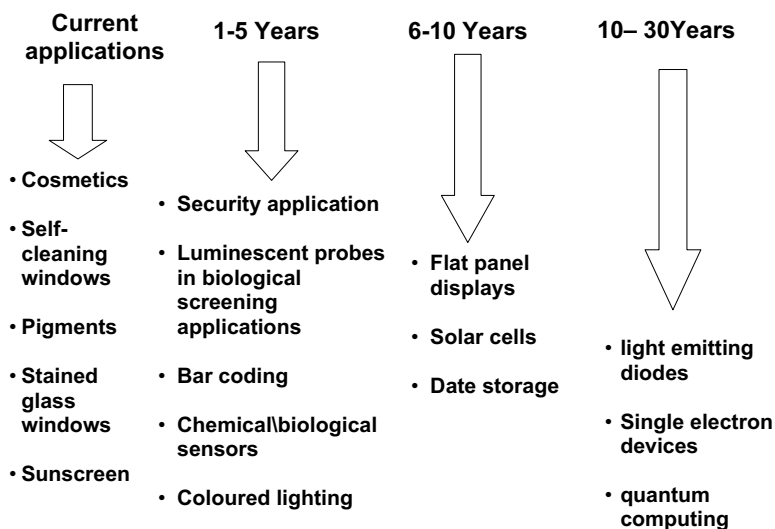 Current
applications
• Cosmetics
• Self-
cleaning
windows
• Pigments
• Stained
glass
windows
• Sunscreen
1-5 Years
• Security application
• Luminescent probes
in biological
screening
applications
• Bar coding
• Chemical\biological
sensors
• Coloured lighting
6-10 Years
• Flat panel
displays
• Solar cells
• Date storage
10– 30Years
• light emitting
diodes
• Single electron
devices
• quantum
computing